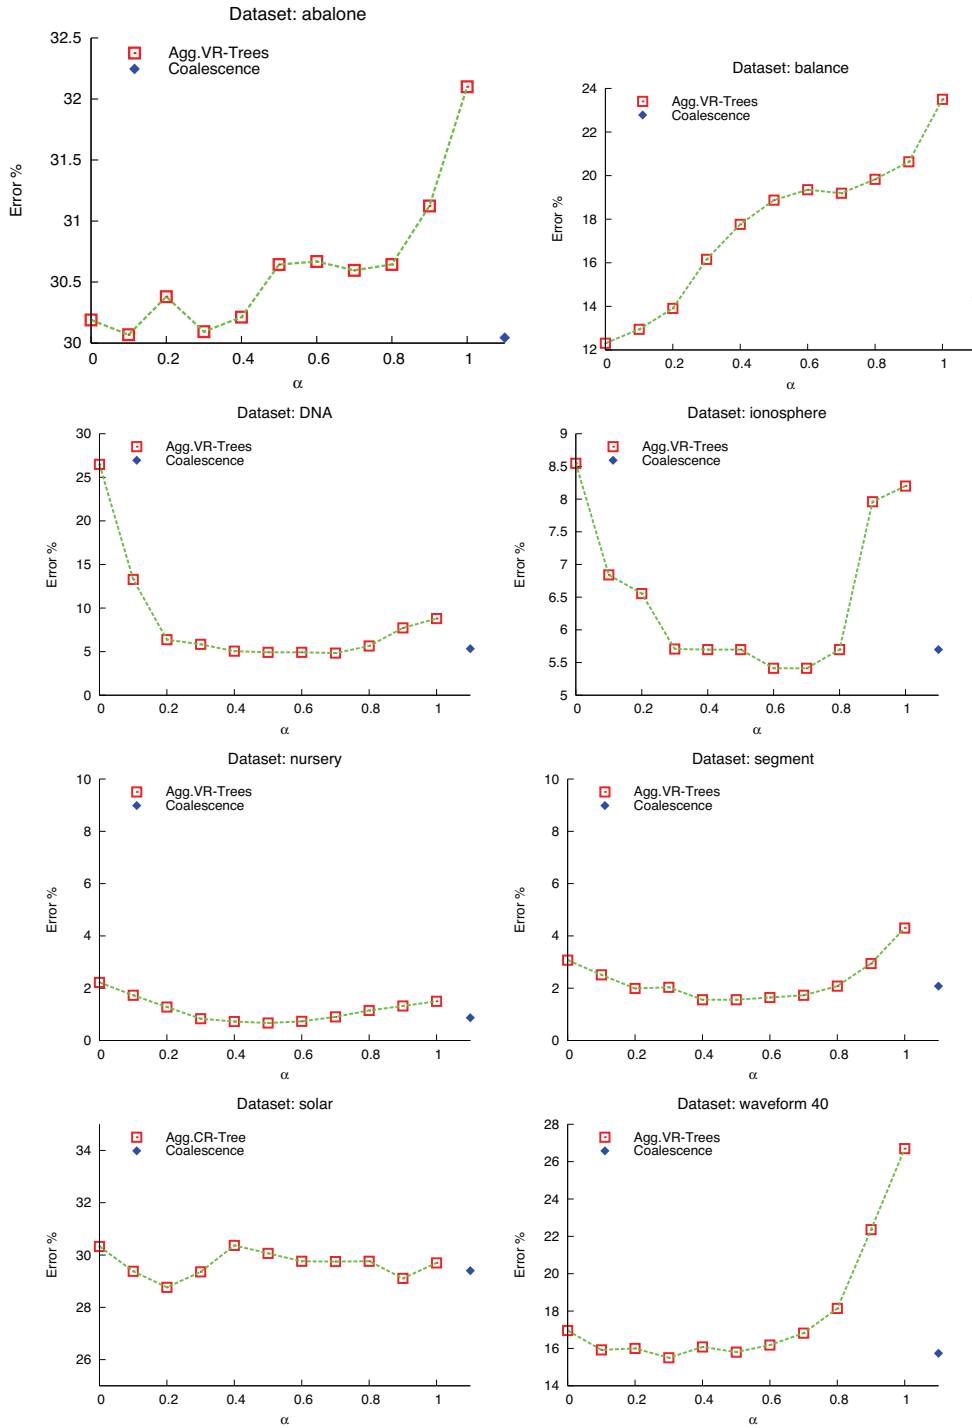 Dataset: abalone
32.5
32
31.5
31
30.5
30
Error %
Agg.VR-Trees
Coalescence
0 0.2 0.4 0.6 0.8 1
α
Dataset: balance
24
22
20
18
16
14
12
Error %
Agg.VR-Trees
Coalescence
0 0.2 0.4 0.6 0.8 1
α
Dataset: DNA
30
25
20
15
10
5
0
Error %
Agg.VR-Trees
Coalescence
0 0.2 0.4 0.6 0.8 1
α
Dataset: ionosphere
9
8.5
8
7.5
7
6.5
6
5.5
5
Error %
Agg.VR-Trees
Coalescence
0 0.2 0.4 0.6 0.8 1
α
Dataset: nursery
10
8
6
4
2
0
Error %
Agg.VR-Trees
Coalescence
0 0.2 0.4 0.6 0.8 1
α
Dataset: segment
10
8
6
4
2
0
Error %
Agg.VR-Trees
Coalescence
0 0.2 0.4 0.6 0.8 1
α
Dataset: solar
34
32
30
28
26
Error %
Agg.CR-Tree
Coalescence
0 0.2 0.4 0.6 0.8 1
α
Dataset: waveform 40
28
26
24
22
20
18
16
14
Error %
Agg.VR-Trees
Coalescence
0 0.2 0.4 0.6 0.8 1
α